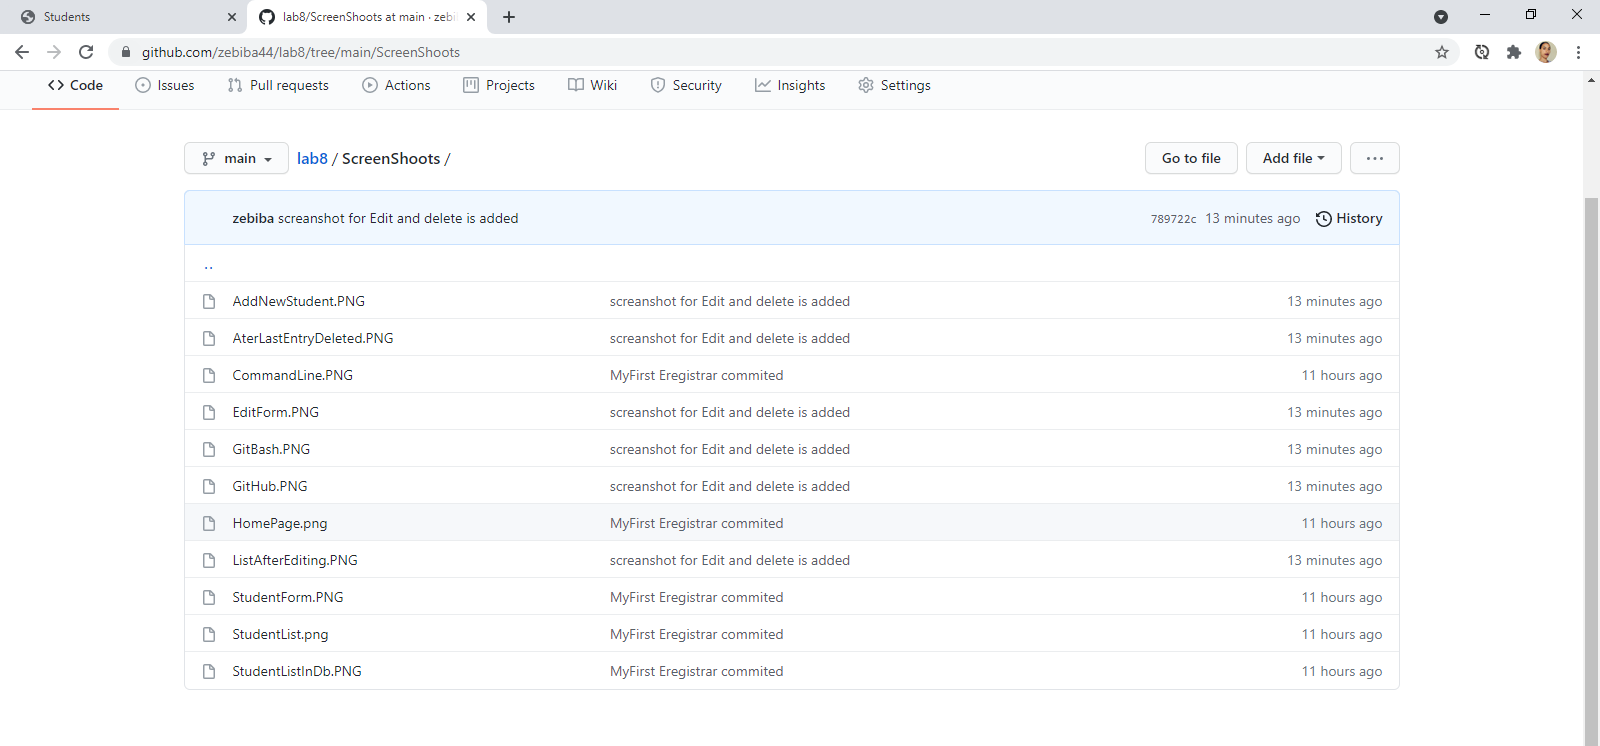 Students
lab8/ScreenShoots at main · zebi
github.com/zebiba44/lab8/tree/main/ScreenShoots
<> Code Issues Pull requests Actions Projects Wiki Security Insights Settings
main lab8 / ScreenShoots / Go to file Add file ...
zebiba screanshot for Edit and delete is added 789722c 13 minutes ago History
..
AddNewStudent.PNG screanshot for Edit and delete is added 13 minutes ago
AterLastEntryDeleted.PNG screanshot for Edit and delete is added 13 minutes ago
CommandLine.PNG MyFirst Eregistrar commited 11 hours ago
EditForm.PNG screanshot for Edit and delete is added 13 minutes ago
GitBash.PNG screanshot for Edit and delete is added 13 minutes ago
GitHub.PNG screanshot for Edit and delete is added 13 minutes ago
HomePage.png MyFirst Eregistrar commited 11 hours ago
ListAfterEditing.PNG screanshot for Edit and delete is added 13 minutes ago
StudentForm.PNG MyFirst Eregistrar commited 11 hours ago
StudentList.png MyFirst Eregistrar commited 11 hours ago
StudentListInDb.PNG MyFirst Eregistrar commited 11 hours ago